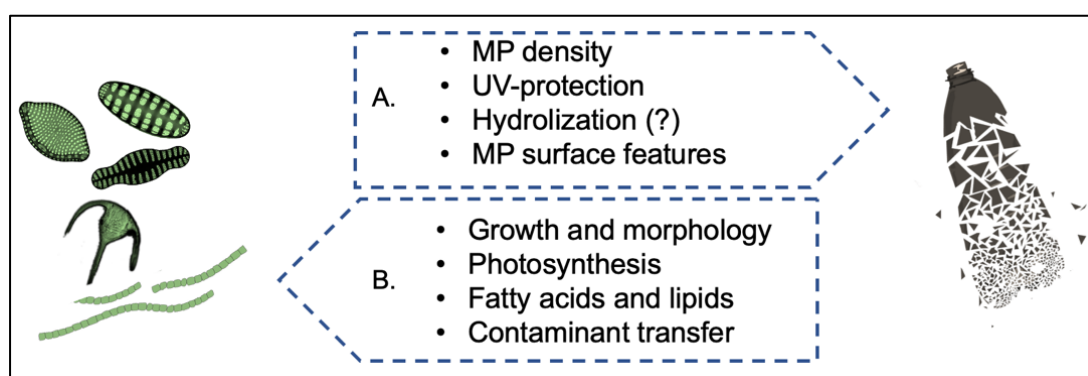 A.
• MP density
• UV-protection
• Hydrolization (?)
• MP surface features
B.
• Growth and morphology
• Photosynthesis
• Fatty acids and lipids
• Contaminant transfer